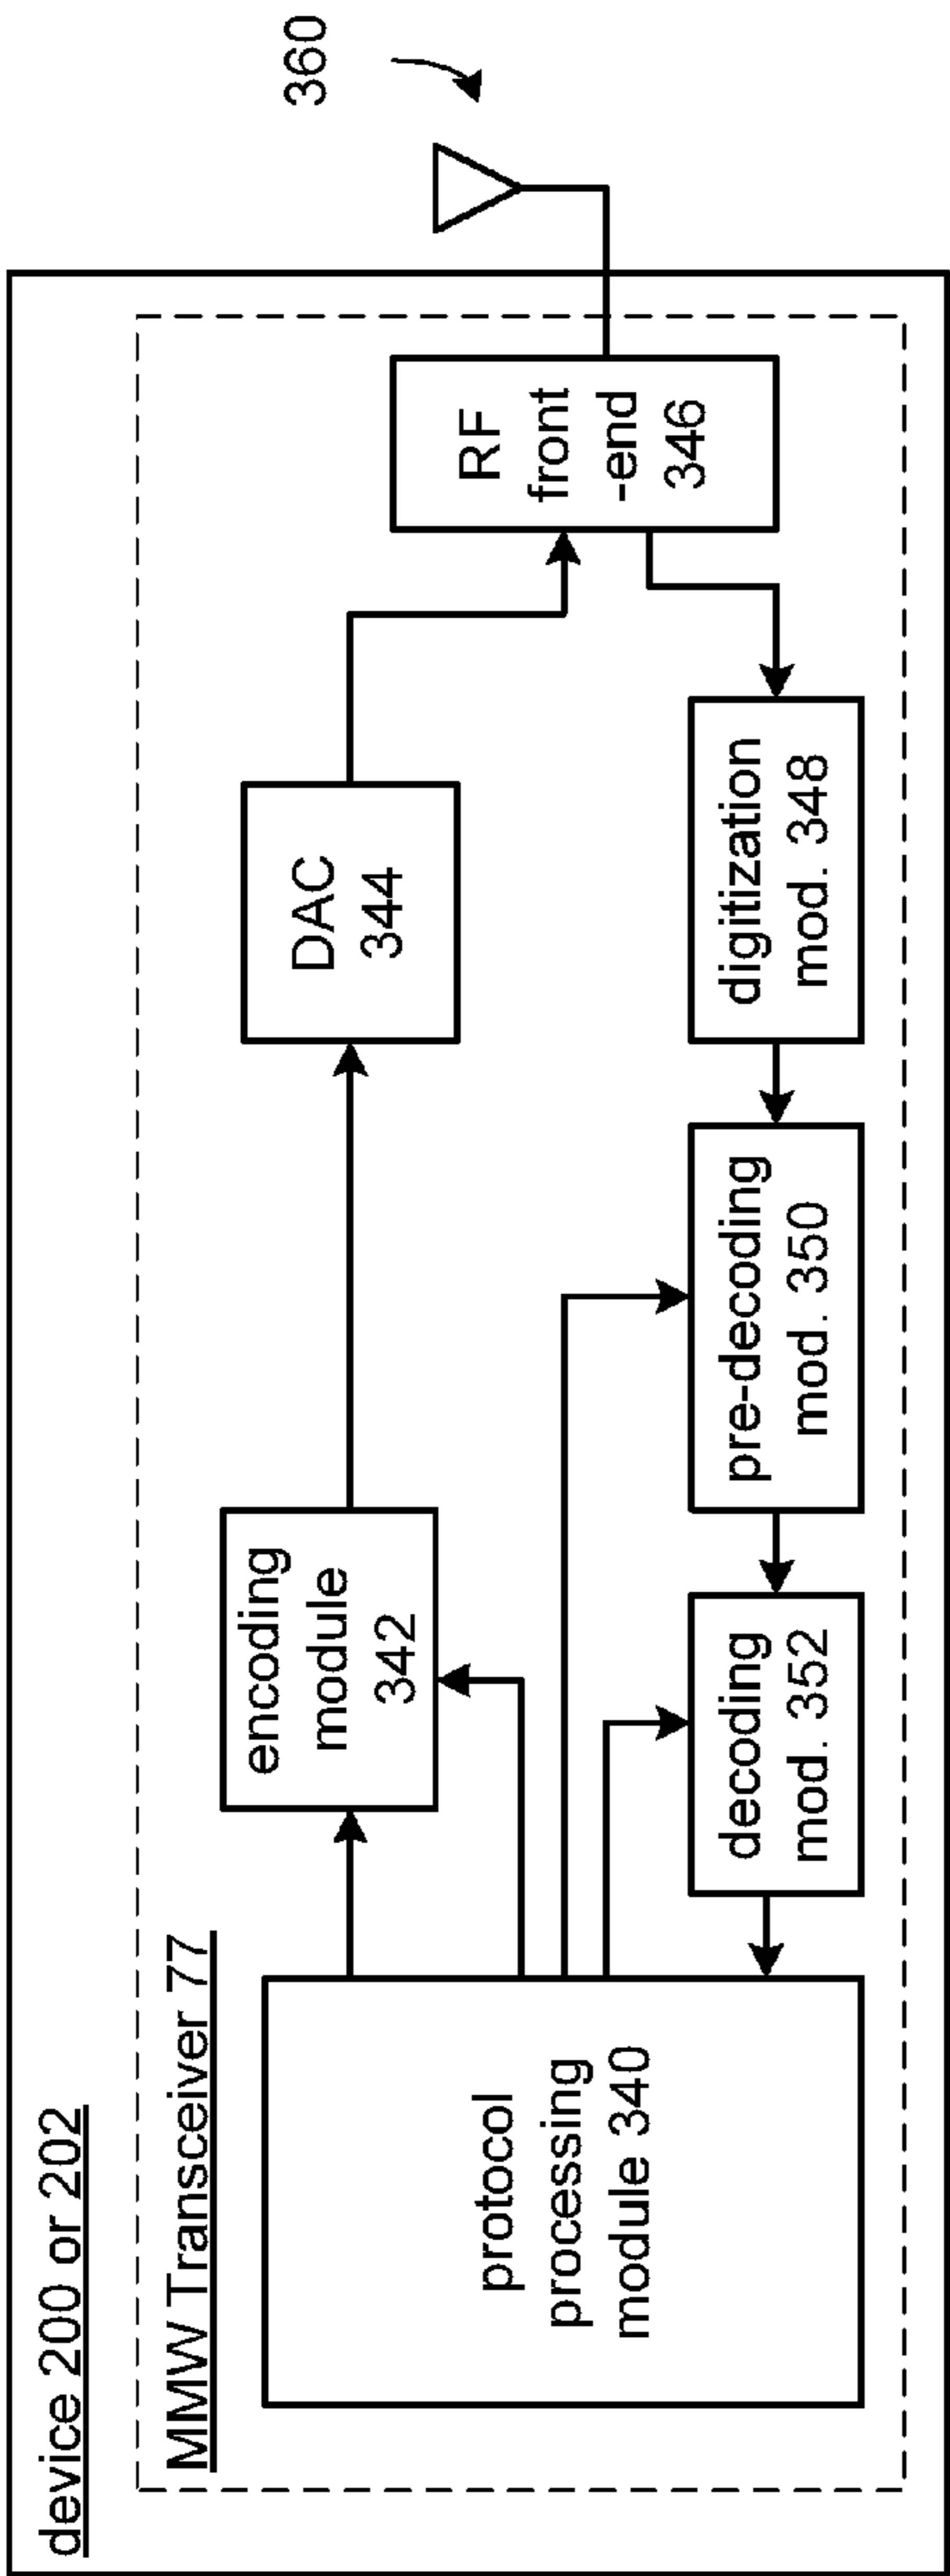 device 200 or 202
MMW Transceiver 77
protocol
processing
module 340
encoding
module
342
DAC
344
RF
front
-end
346
360
decoding
mod. 352
pre-decoding
mod. 350
digitization
mod. 348